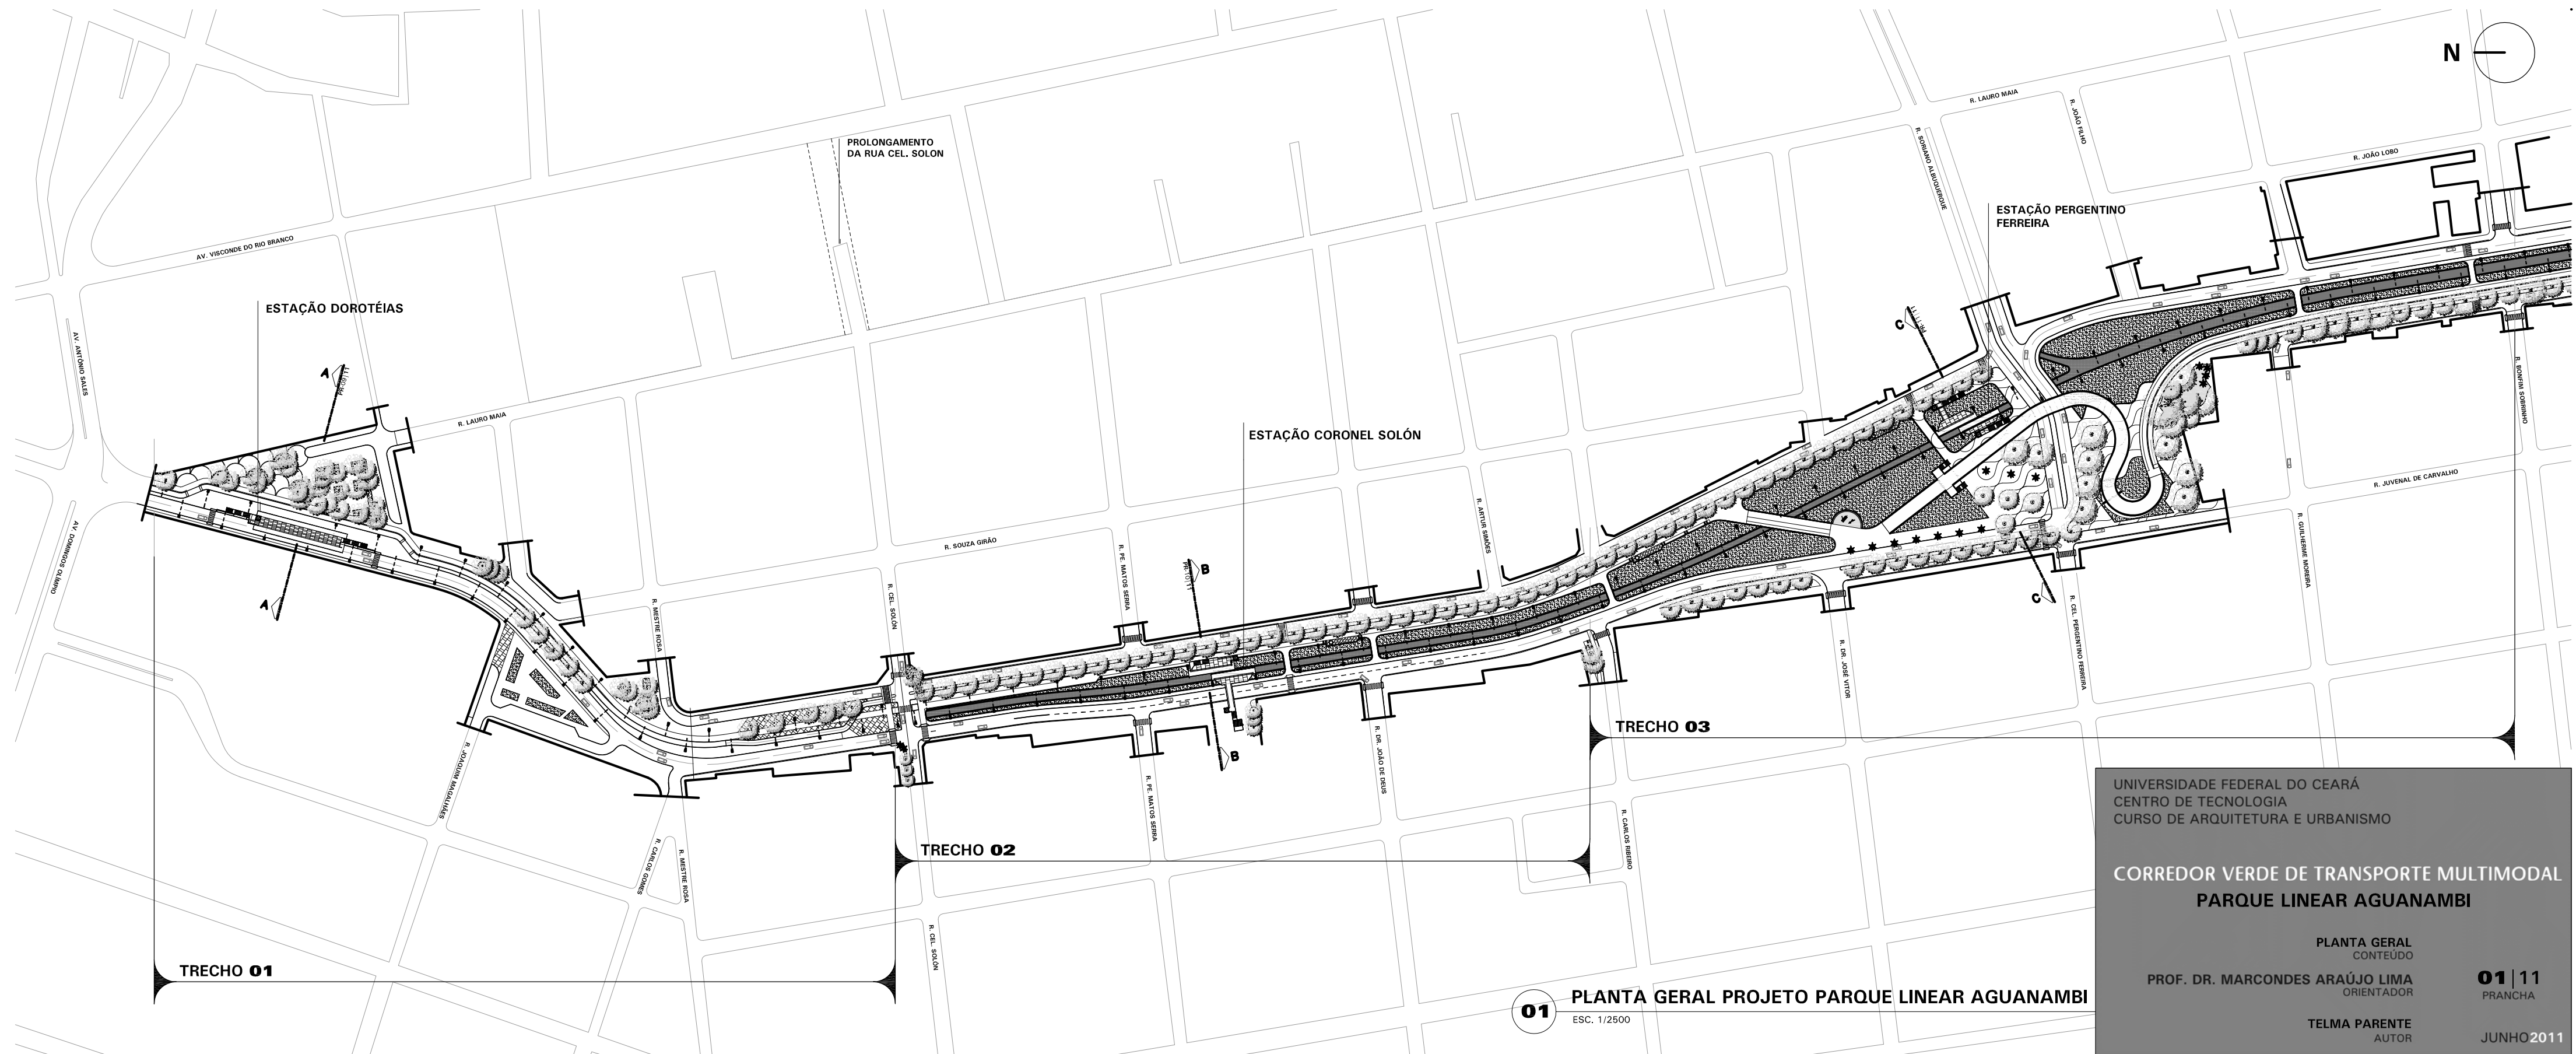 N
R. LAURO MAIA
R. JOÃO FILHO
R. SORIANO ALBUQUERQUE
R. JOÃO LOBO
PROLONGAMENTO
DA RUA CEL. SOLON
ESTAÇÃO PERGENTINO
FERREIRA
AV. VISCONDE DO RIO BRANCO
ESTAÇÃO DOROTÉIAS
AV. ANTÔNIO SALES
A
C
R. BONFIM SOBRINHO
R. LAURO MAIA
ESTAÇÃO CORONEL SOLÓN
R. JUVENAL DE CARVALHO
R. ARTUR SIMÕES
R. GUILHERME MOREIRA
AV. DOMINGOS OLÍMPIO
R. SOUZA GIRÃO
R. PE. MATOS SERRA
B
A
C
R. MESTRE ROSA
R. CEL. SOLÓN
R. CEL. PERGENTINO FERREIRA
R. DR. JOSÉ VITOR
TRECHO 03
R. JOAQUIM MAGALHÃES
R. DR. JOÃO DE DEUS
B
R. PE. MATOS SERRA
R. CARLOS RIBEIRO
R. CARLOS GOMES
R. MESTRE ROSA
TRECHO 02
R. CEL. SOLÓN
TRECHO 01
01
PLANTA GERAL PROJETO PARQUE LINEAR AGUANAMBI
ESC. 1/2500
UNIVERSIDADE FEDERAL DO CEARÁ
CENTRO DE TECNOLOGIA
CURSO DE ARQUITETURA E URBANISMO
CORREDOR VERDE DE TRANSPORTE MULTIMODAL
PARQUE LINEAR AGUANAMBI
PLANTA GERAL
CONTEÚDO
PROF. DR. MARCONDES ARAÚJO LIMA
ORIENTADOR
01|11
PRANCHA
TELMA PARENTE
AUTOR
JUNHO2011